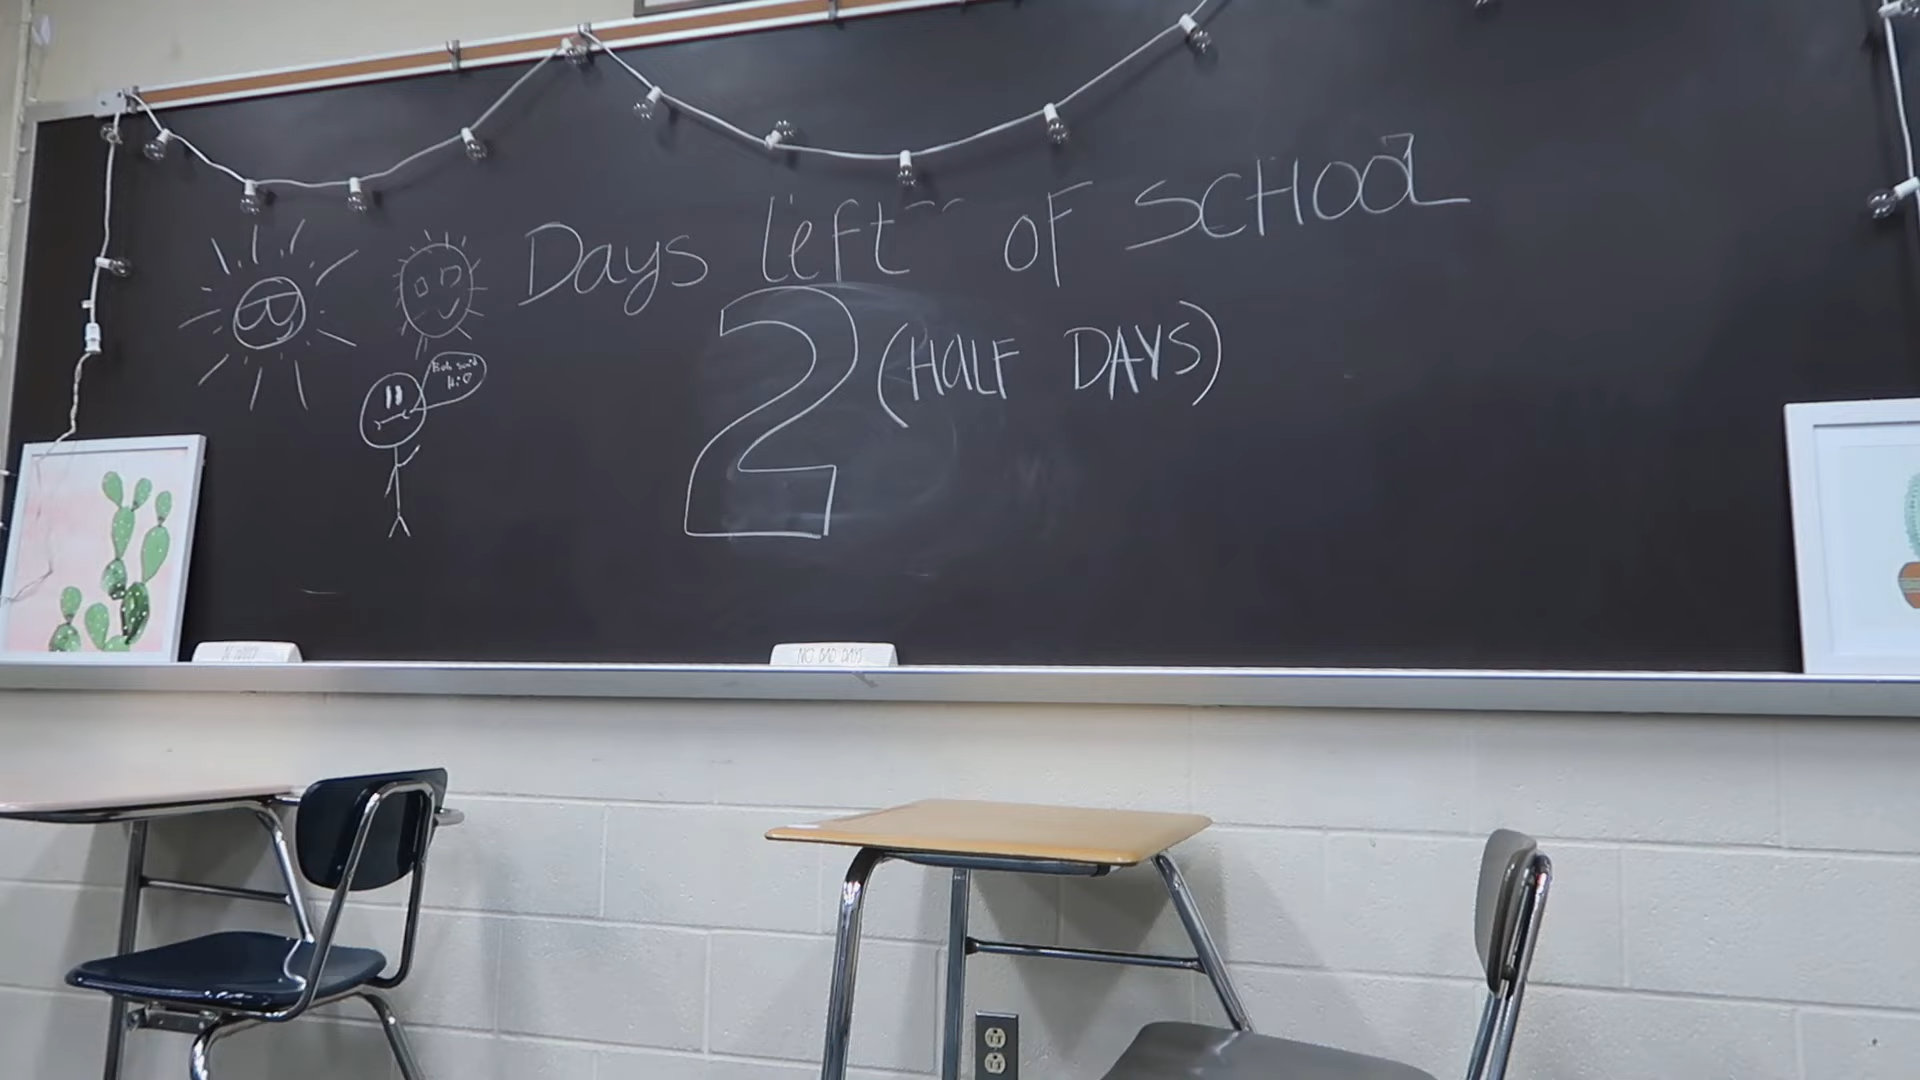 Days left of SCHOOL
2 (HALF DAYS)
Bob said
Hi
NO BAD DAYS